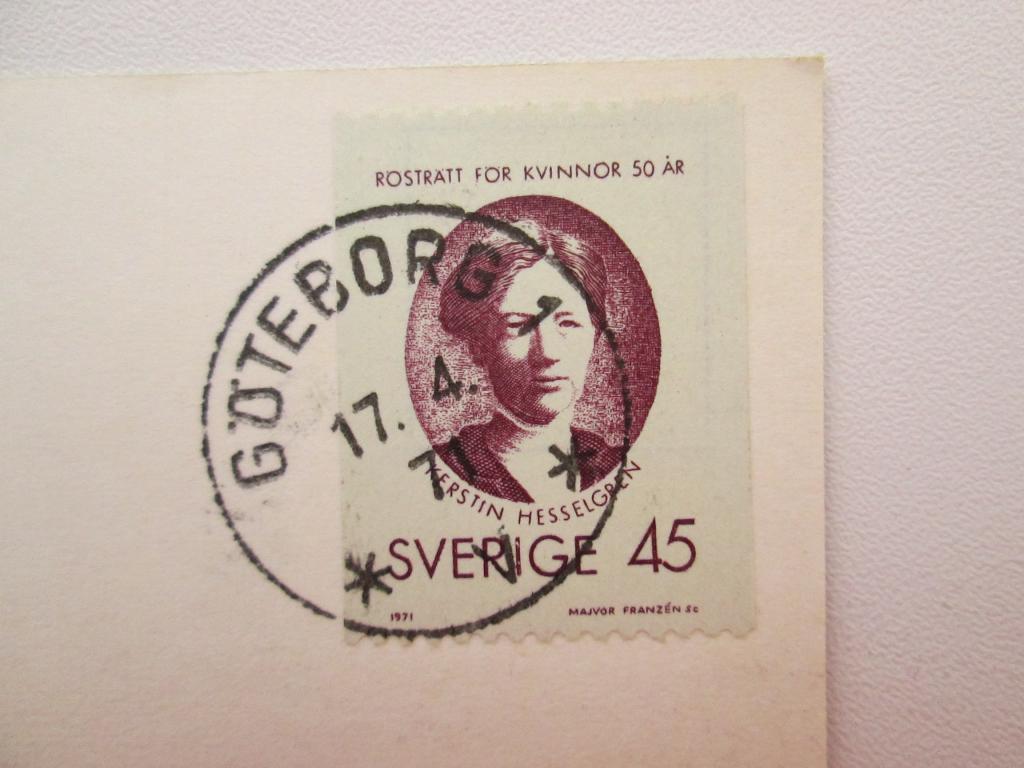 RÖSTRÄTT FÖR KVINNOR 50 ÅR
GÖTEBORG 1
17. 4.
71
KERSTIN HESSELGREN
SVERIGE 45
1971 MAJVOR FRANZÉN SC